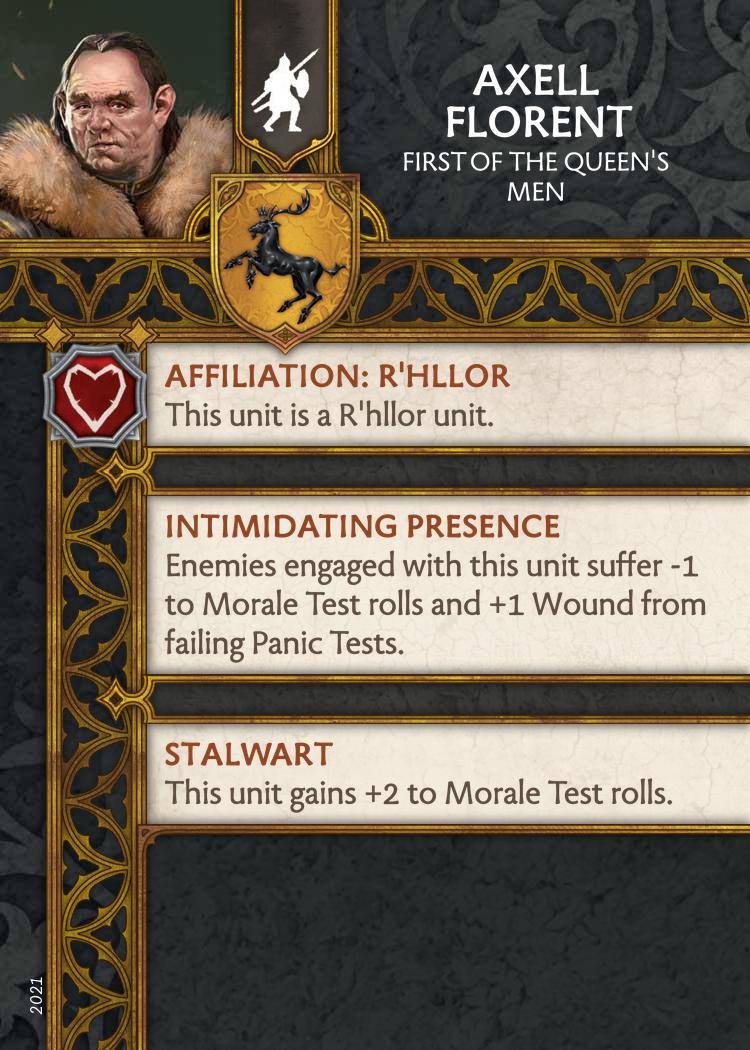 AXELL
FLORENT
FIRST OF THE QUEEN'S
MEN
AFFILIATION: R'HLLOR
This unit is a R'hllor unit.
INTIMIDATING PRESENCE
Enemies engaged with this unit suffer -1
to Morale Test rolls and +1 Wound from
failing Panic Tests.
STALWART
This unit gains +2 to Morale Test rolls.
2021